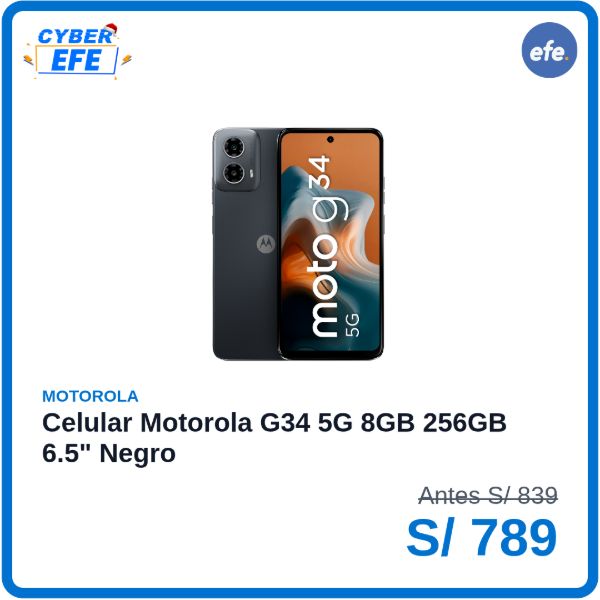 CYBER
EFE
efe.
moto g34
5G
MOTOROLA
Celular Motorola G34 5G 8GB 256GB
6.5" Negro
Antes S/ 839
S/ 789